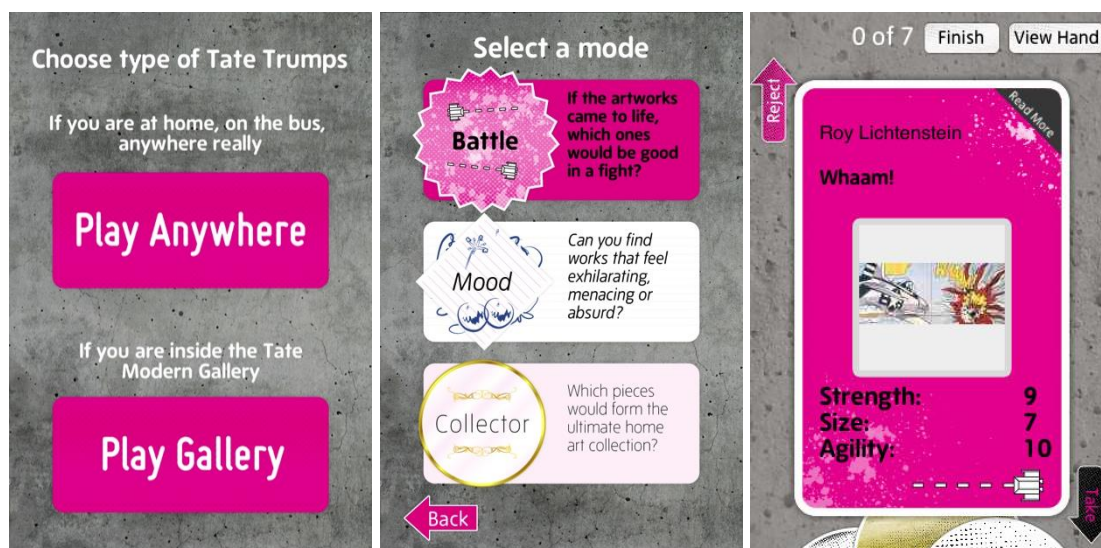 Choose type of Tate Trumps
If you are at home, on the bus,
anywhere really
Play Anywhere
If you are inside the Tate
Modern Gallery
Play Gallery
Select a mode
Battle
If the artworks
came to life,
which ones
would be good
in a fight?
Mood
Can you find
works that feel
exhilarating,
menacing or
absurd?
Collector
Which pieces
would form the
ultimate home
art collection?
Back
0 of 7
Finish
View Hand
Reject
Read More
Roy Lichtenstein
Whaam!
Strength: 9
Size: 7
Agility: 10
Take